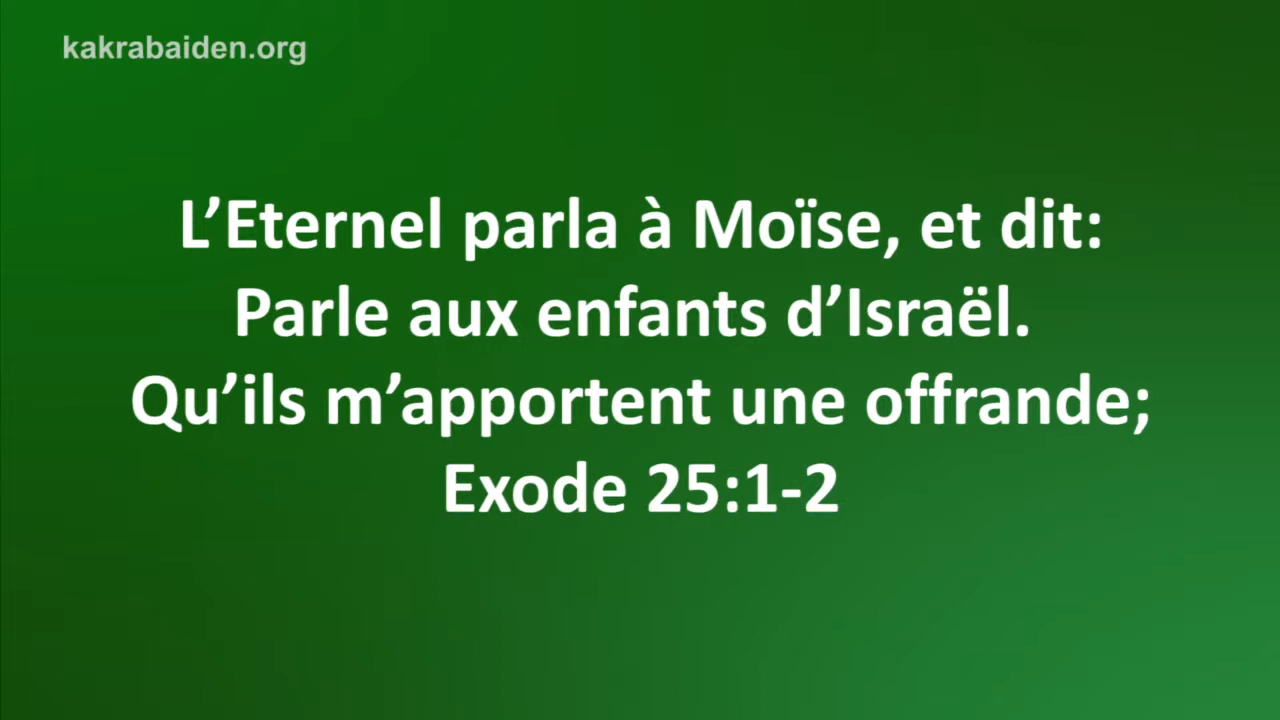 kakrabaiden.org
L’Eternel parla à Moïse, et dit:
Parle aux enfants d’Israël.
Qu’ils m’apportent une offrande;
Exode 25:1-2